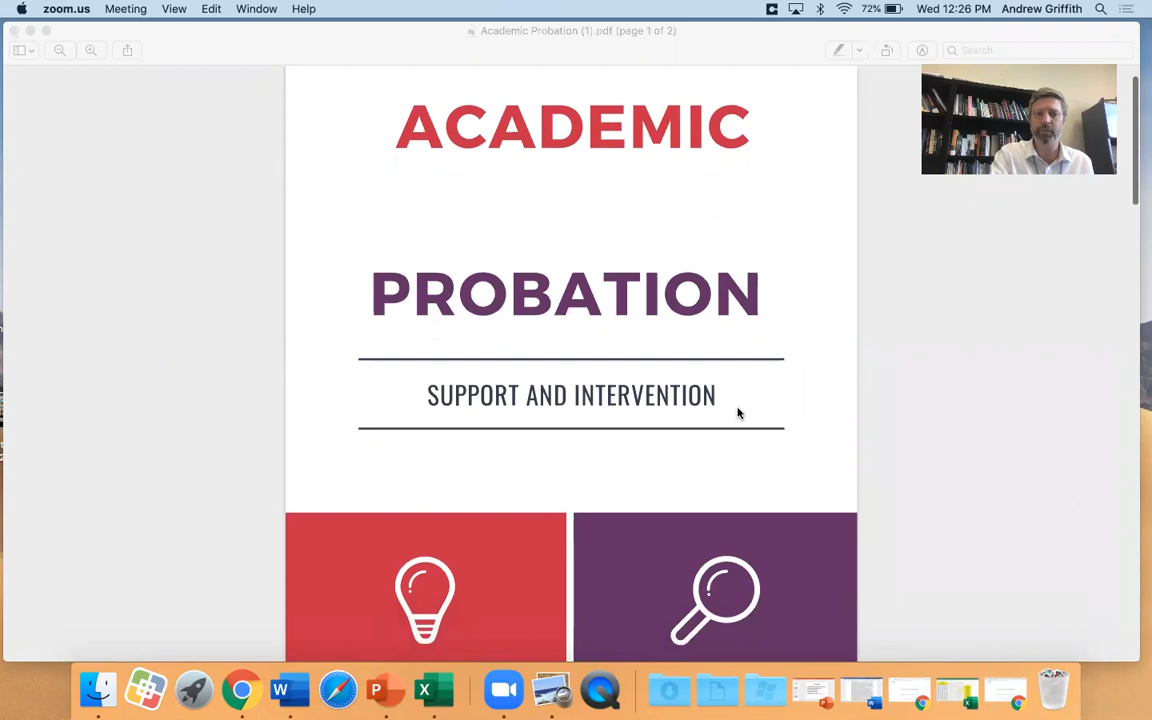 zoom.us Meeting View Edit Window Help 72% Wed 12:26 PM Andrew Griffith
Academic Probation (1).pdf (page 1 of 2)
Search
ACADEMIC
PROBATION
SUPPORT AND INTERVENTION
W P X